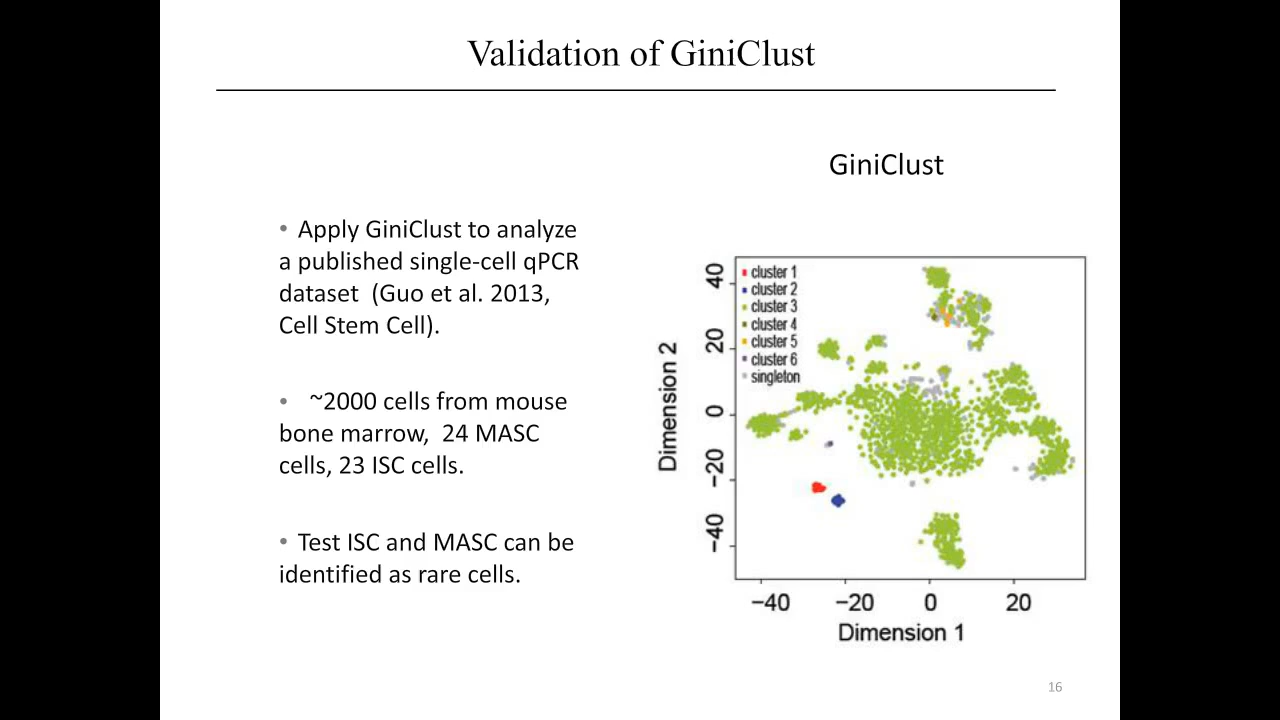 Validation of GiniClust
GiniClust
• Apply GiniClust to analyze
a published single-cell qPCR
dataset (Guo et al. 2013,
Cell Stem Cell).
• ~2000 cells from mouse
bone marrow, 24 MASC
cells, 23 ISC cells.
• Test ISC and MASC can be
identified as rare cells.
cluster 1
cluster 2
cluster 3
cluster 4
cluster 5
cluster 6
singleton
Dimension 2
40
20
0
−20
−40
−40 −20 0 20
Dimension 1
16